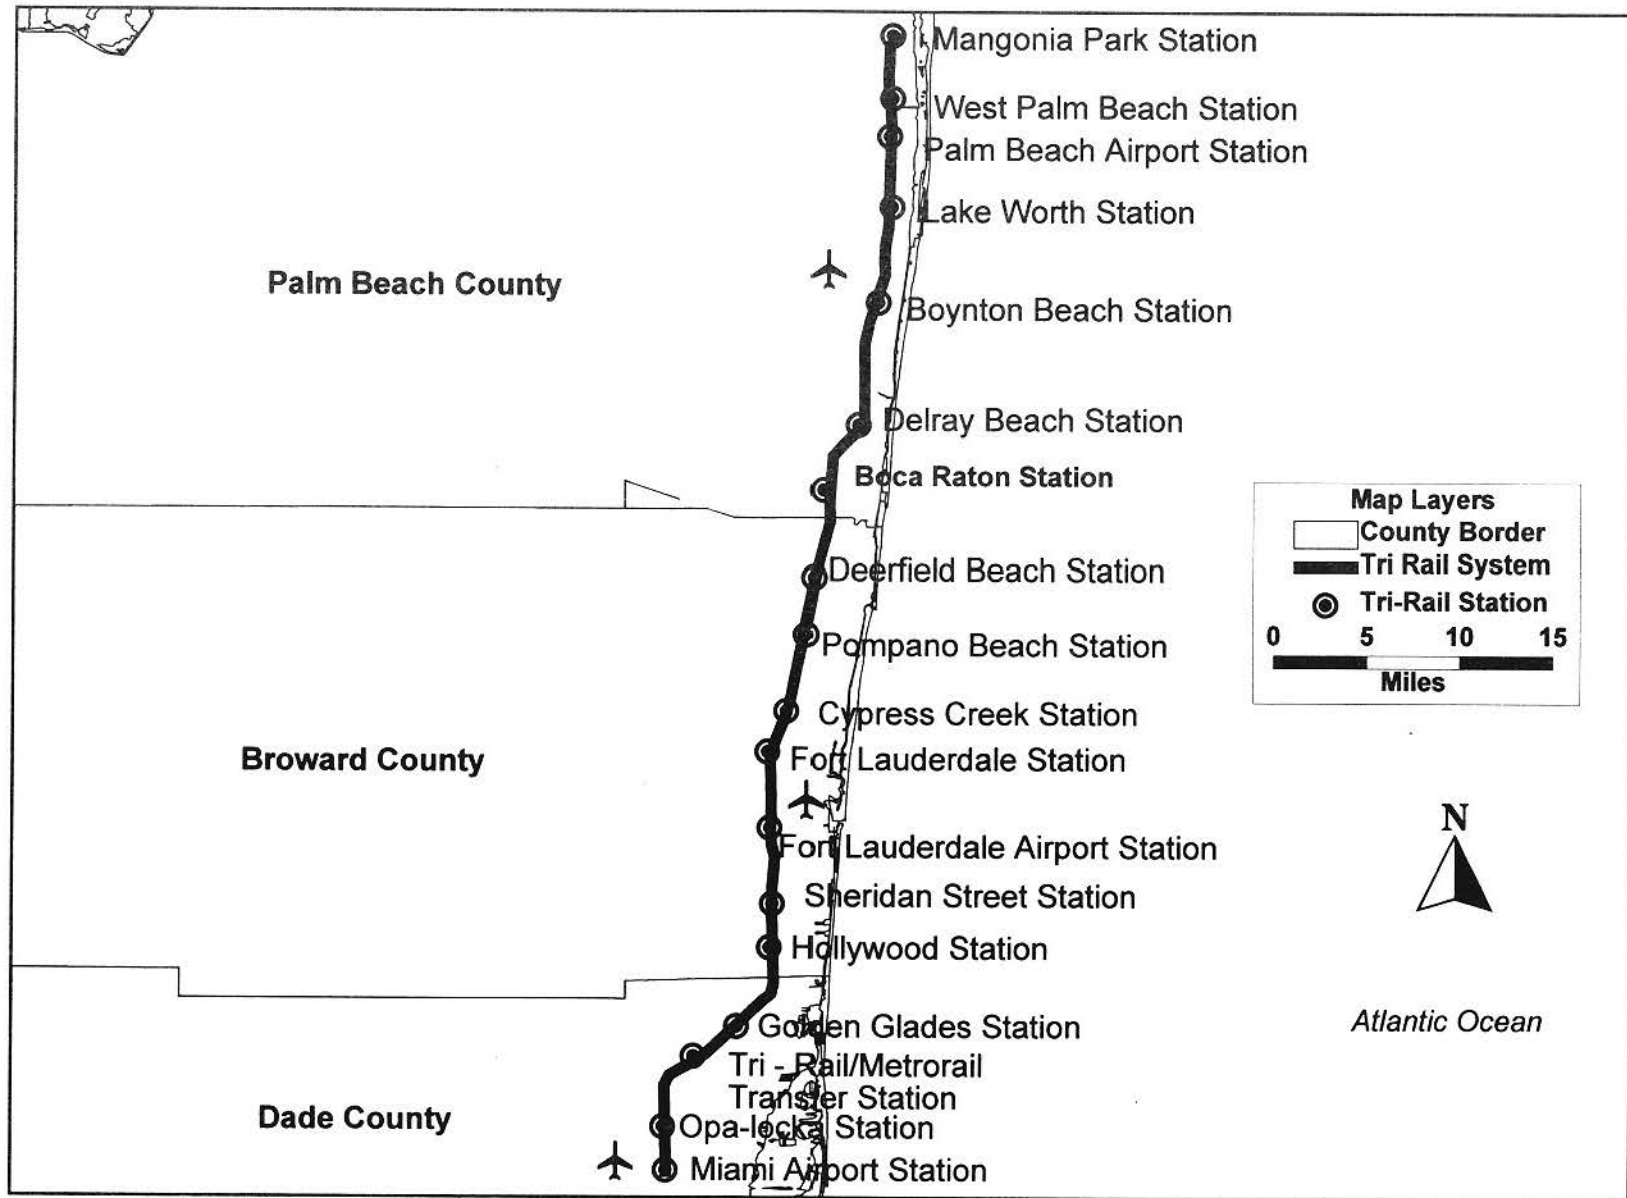 Mangonia Park Station
West Palm Beach Station
Palm Beach Airport Station
Lake Worth Station
Palm Beach County
Boynton Beach Station
Delray Beach Station
Boca Raton Station
Map Layers
County Border
Tri Rail System
Tri-Rail Station
0 5 10 15
Miles
Deerfield Beach Station
Pompano Beach Station
Cypress Creek Station
Broward County
Fort Lauderdale Station
N
Fort Lauderdale Airport Station
Sheridan Street Station
Hollywood Station
Golden Glades Station
Atlantic Ocean
Tri - Rail/Metrorail
Transfer Station
Dade County
Opa-locka Station
Miami Airport Station